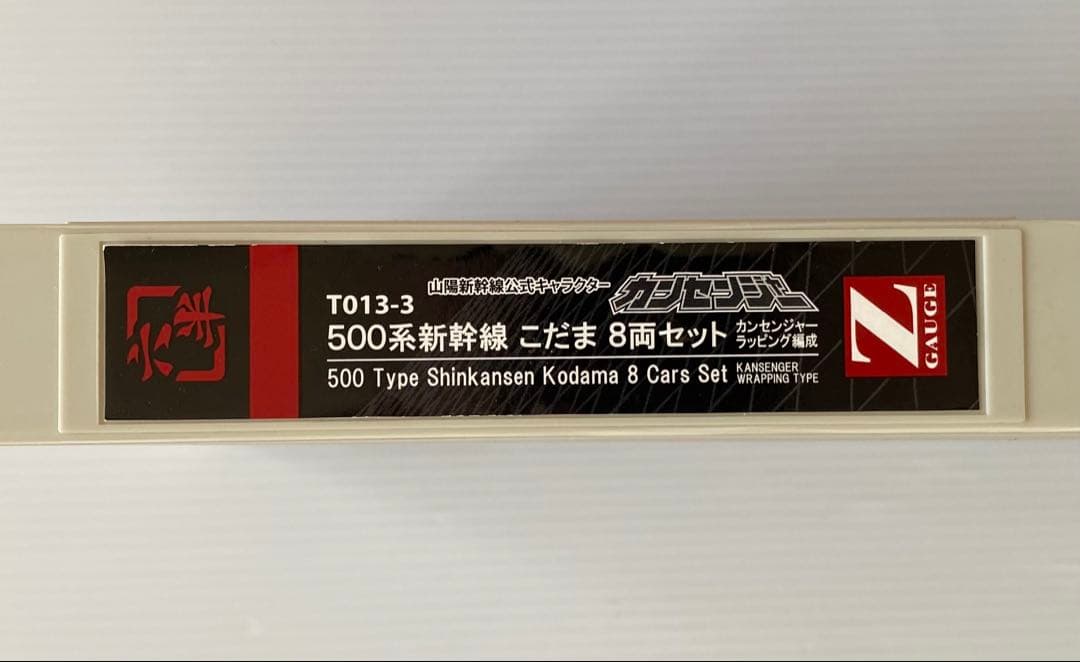 六半
山陽新幹線公式キャラクター カンセンジャー
T013-3
500系新幹線 こだま 8両セット カンセンジャー
ラッピング編成
500 Type Shinkansen Kodama 8 Cars Set KANSENGER
WRAPPING TYPE
Z
GAUGE